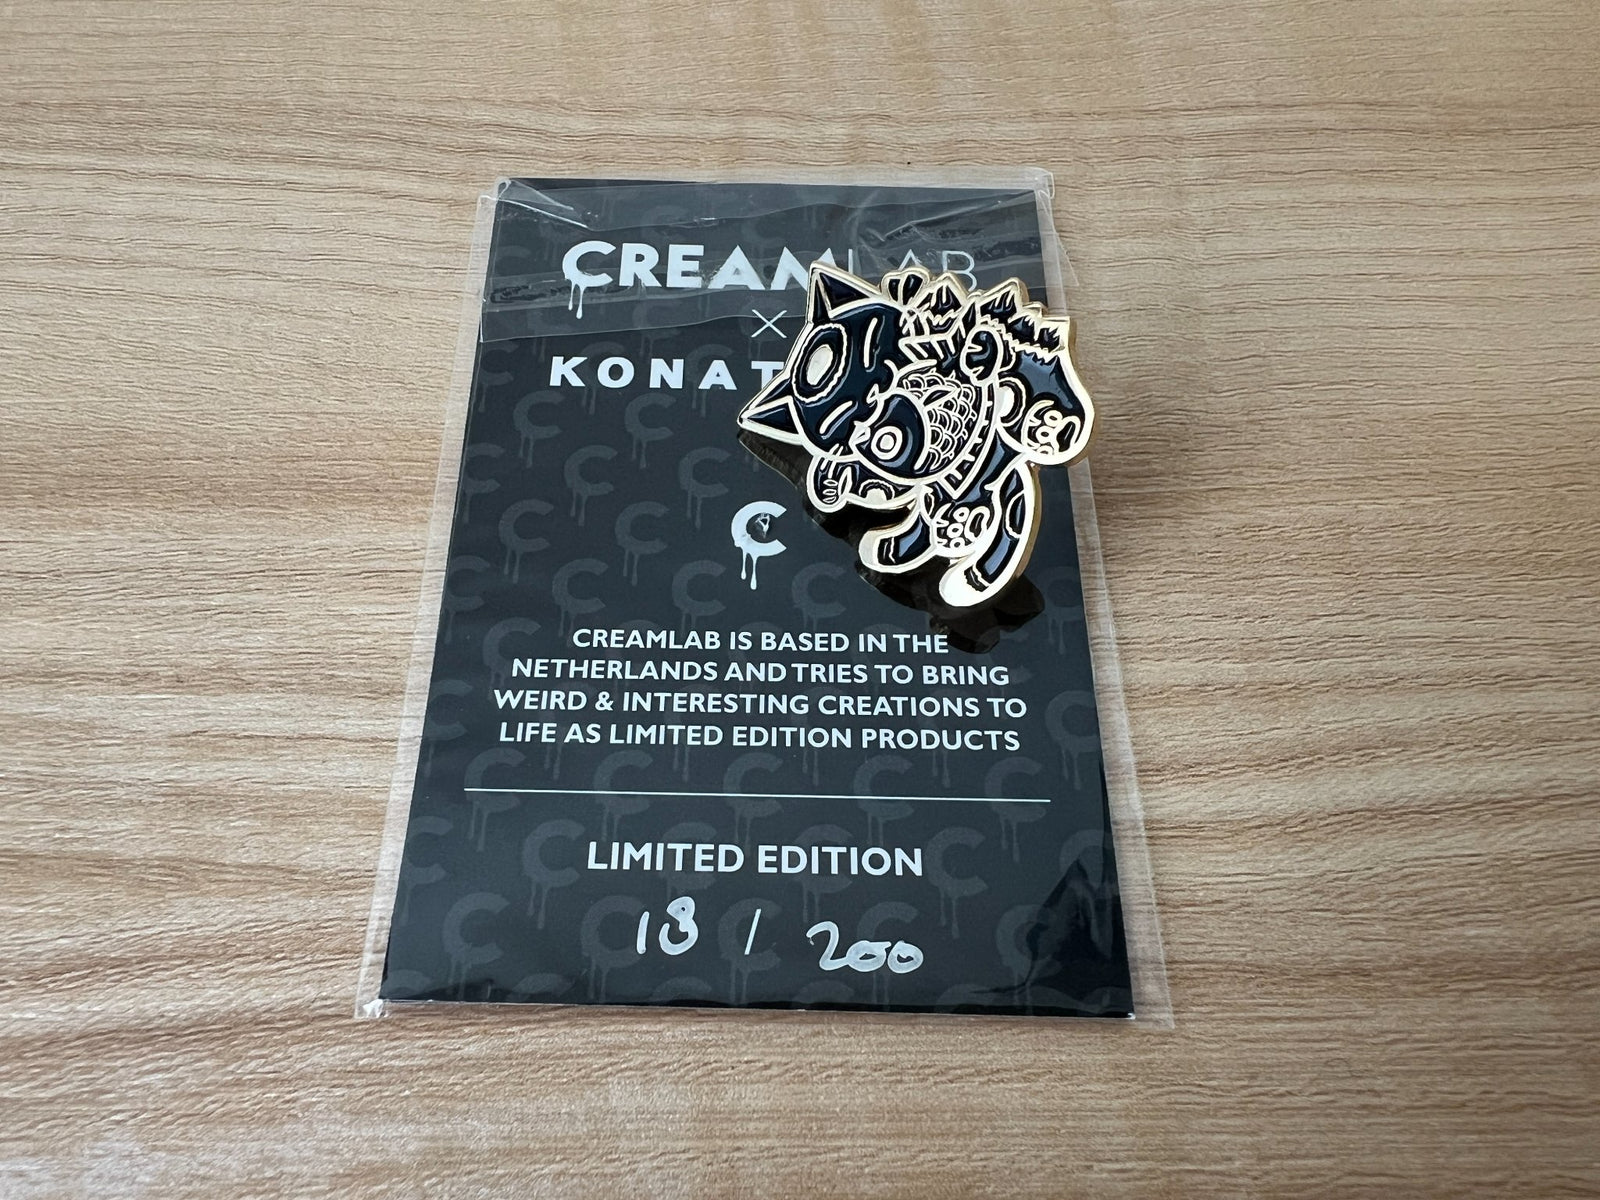 CREAMLAB
×
CREAMLAB IS BASED IN THE
NETHERLANDS AND TRIES TO BRING
WEIRD & INTERESTING CREATIONS TO
LIFE AS LIMITED EDITION PRODUCTS
LIMITED EDITION
18 / 200